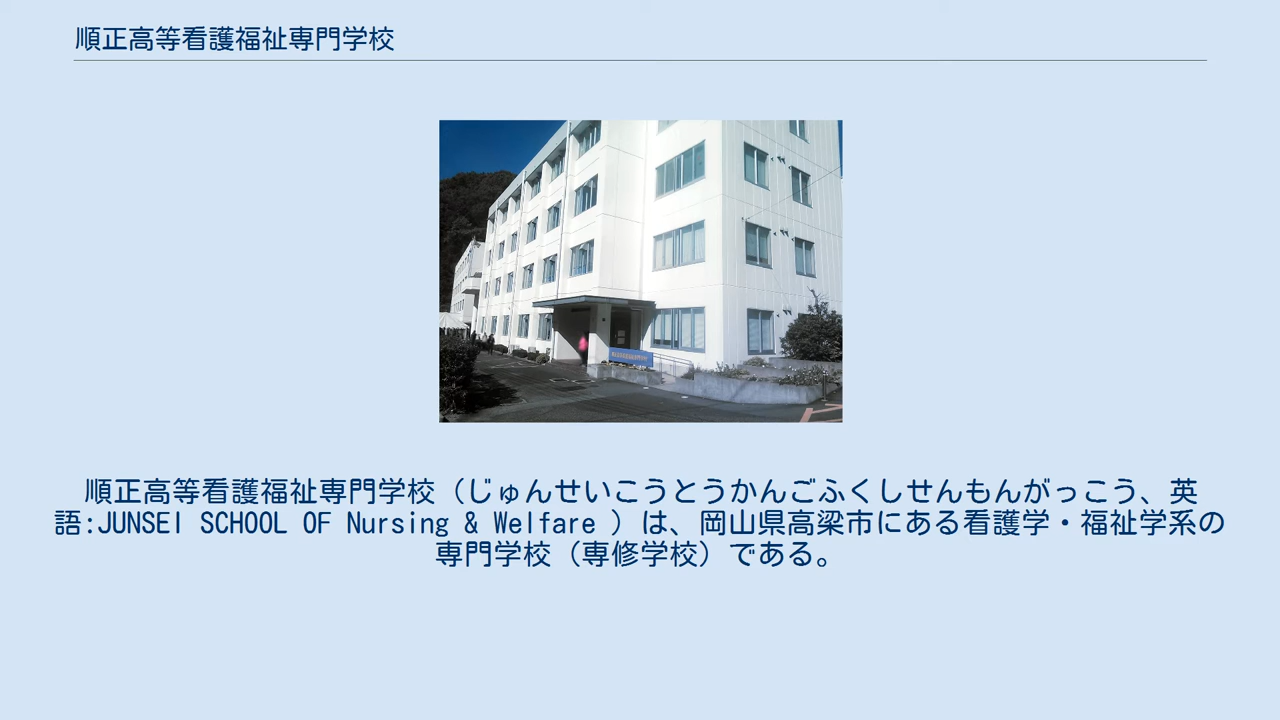 順正高等看護福祉専門学校
順正高等看護福祉専門学校（じゅんせいこうとうかんごふくしせんもんがっこう、英
語:JUNSEI SCHOOL OF Nursing & Welfare ）は、岡山県高梁市にある看護学・福祉学系の
専門学校（専修学校）である。